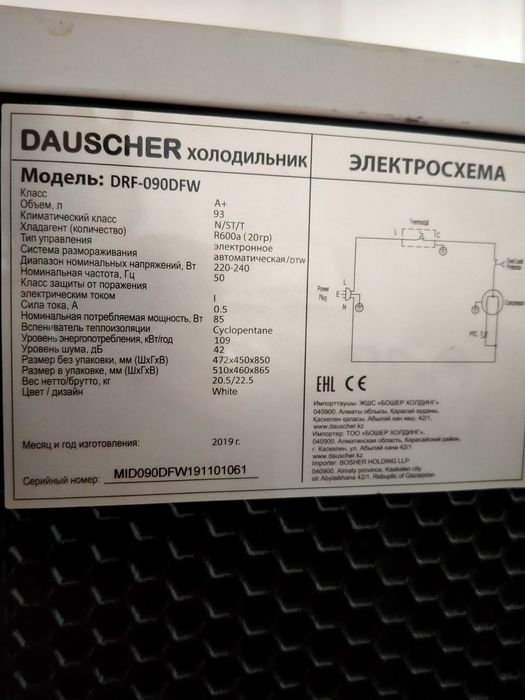 DAUSCHER ХОЛОДИЛЬНИК
Модель: DRF-090DFW
Класс A+
Объем, л 93
Климатический класс N/ST/T
Хладагент (количество) R600a (20гр)
Тип управления электронное
Система размораживания автоматическая/отw
Диапазон номинальных напряжений, Вт 220-240
Номинальная частота, Гц 50
Класс защиты от поражения
электрическим током I
Сила тока, А 0.5
Номинальная потребляемая мощность, Вт 85
Вспениватель теплоизоляции Cyclopentane
Уровень энергопотребления, кВт/год 109
Уровень шума, дБ 42
Размер без упаковки, мм (ШхГхВ) 472x450x850
Размер в упаковке, мм (ШхГхВ) 510x460x865
Вес нетто/брутто, кг 20.5/22.5
Цвет / дизайн White
Месяц и год изготовления: 2019 г.
Серийный номер: MID090DFW191101061
ЭЛЕКТРОСХЕМА
L C
Power
Plug
L
E
N
PTC
EAC CE
Импорттаушы: ЖШС «БОШЕР ХОЛДИНГ»
040900, Алматы облысы, Қарасай ауданы,
Қаскелен қаласы, Абылай хан көш. 42/1,
www.dauscher.kz
Импортер: ТОО «БОШЕР ХОЛДИНГ»
040900, Алматинская область, Карасайский район,
г. Каскелен, ул. Абылай хана 42/1
www.dauscher.kz
Importer: BOSHER HOLDING LLP
040900, Almaty province, Kaskelen city
str.Abylaikhana 42/1, Rebuplic of Qazaqstan